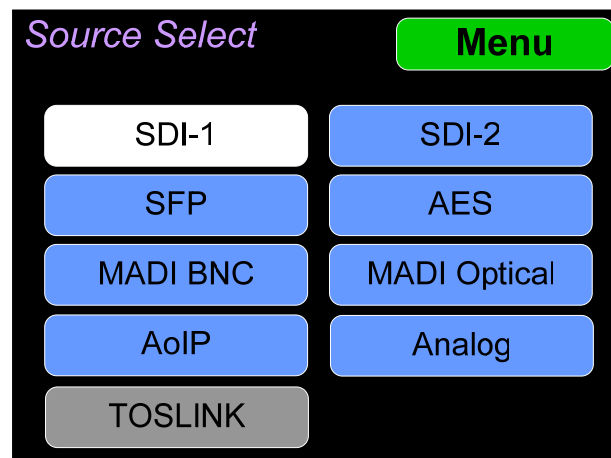 Source Select
Menu
SDI-1
SDI-2
SFP
AES
MADI BNC
MADI Optical
AoIP
Analog
TOSLINK